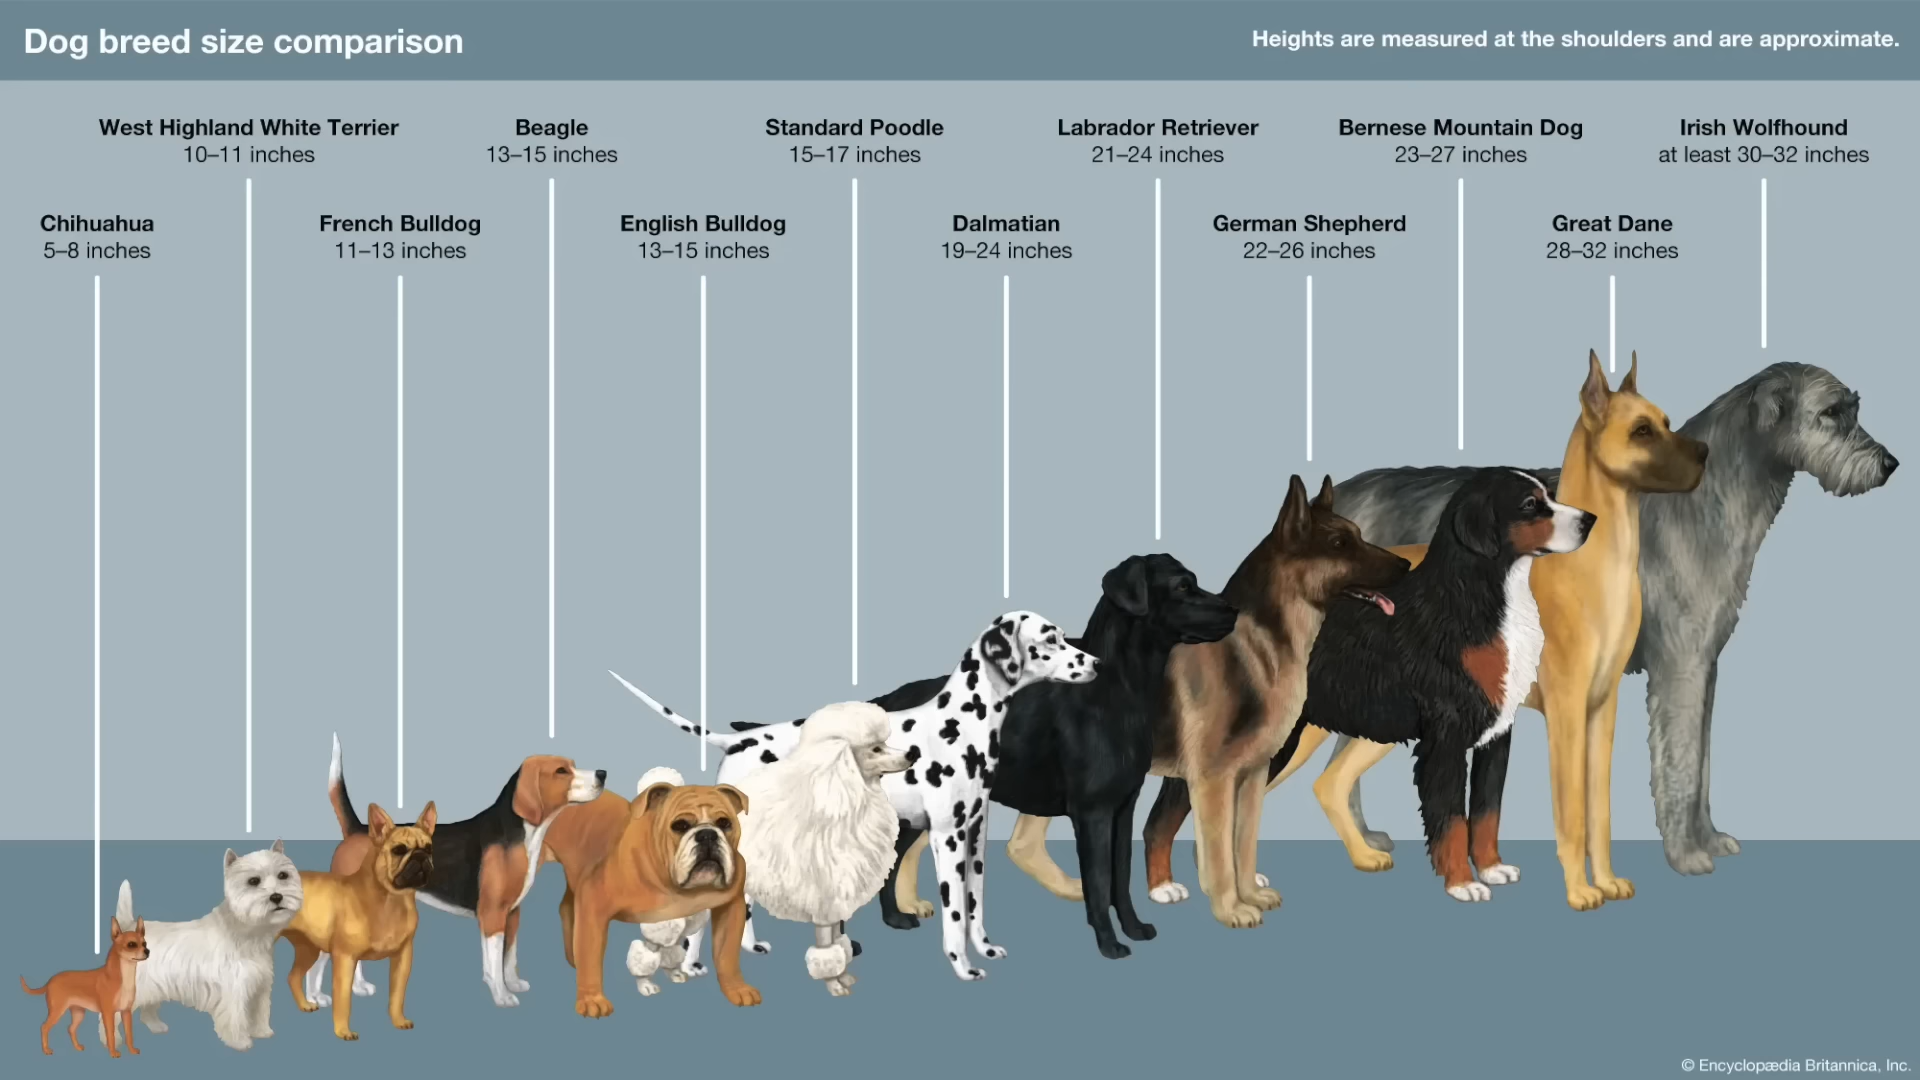 Dog breed size comparison
Heights are measured at the shoulders and are approximate.
West Highland White Terrier
10–11 inches
Beagle
13–15 inches
Standard Poodle
15–17 inches
Labrador Retriever
21–24 inches
Bernese Mountain Dog
23–27 inches
Irish Wolfhound
at least 30–32 inches
Chihuahua
5–8 inches
French Bulldog
11–13 inches
English Bulldog
13–15 inches
Dalmatian
19–24 inches
German Shepherd
22–26 inches
Great Dane
28–32 inches
© Encyclopædia Britannica, Inc.